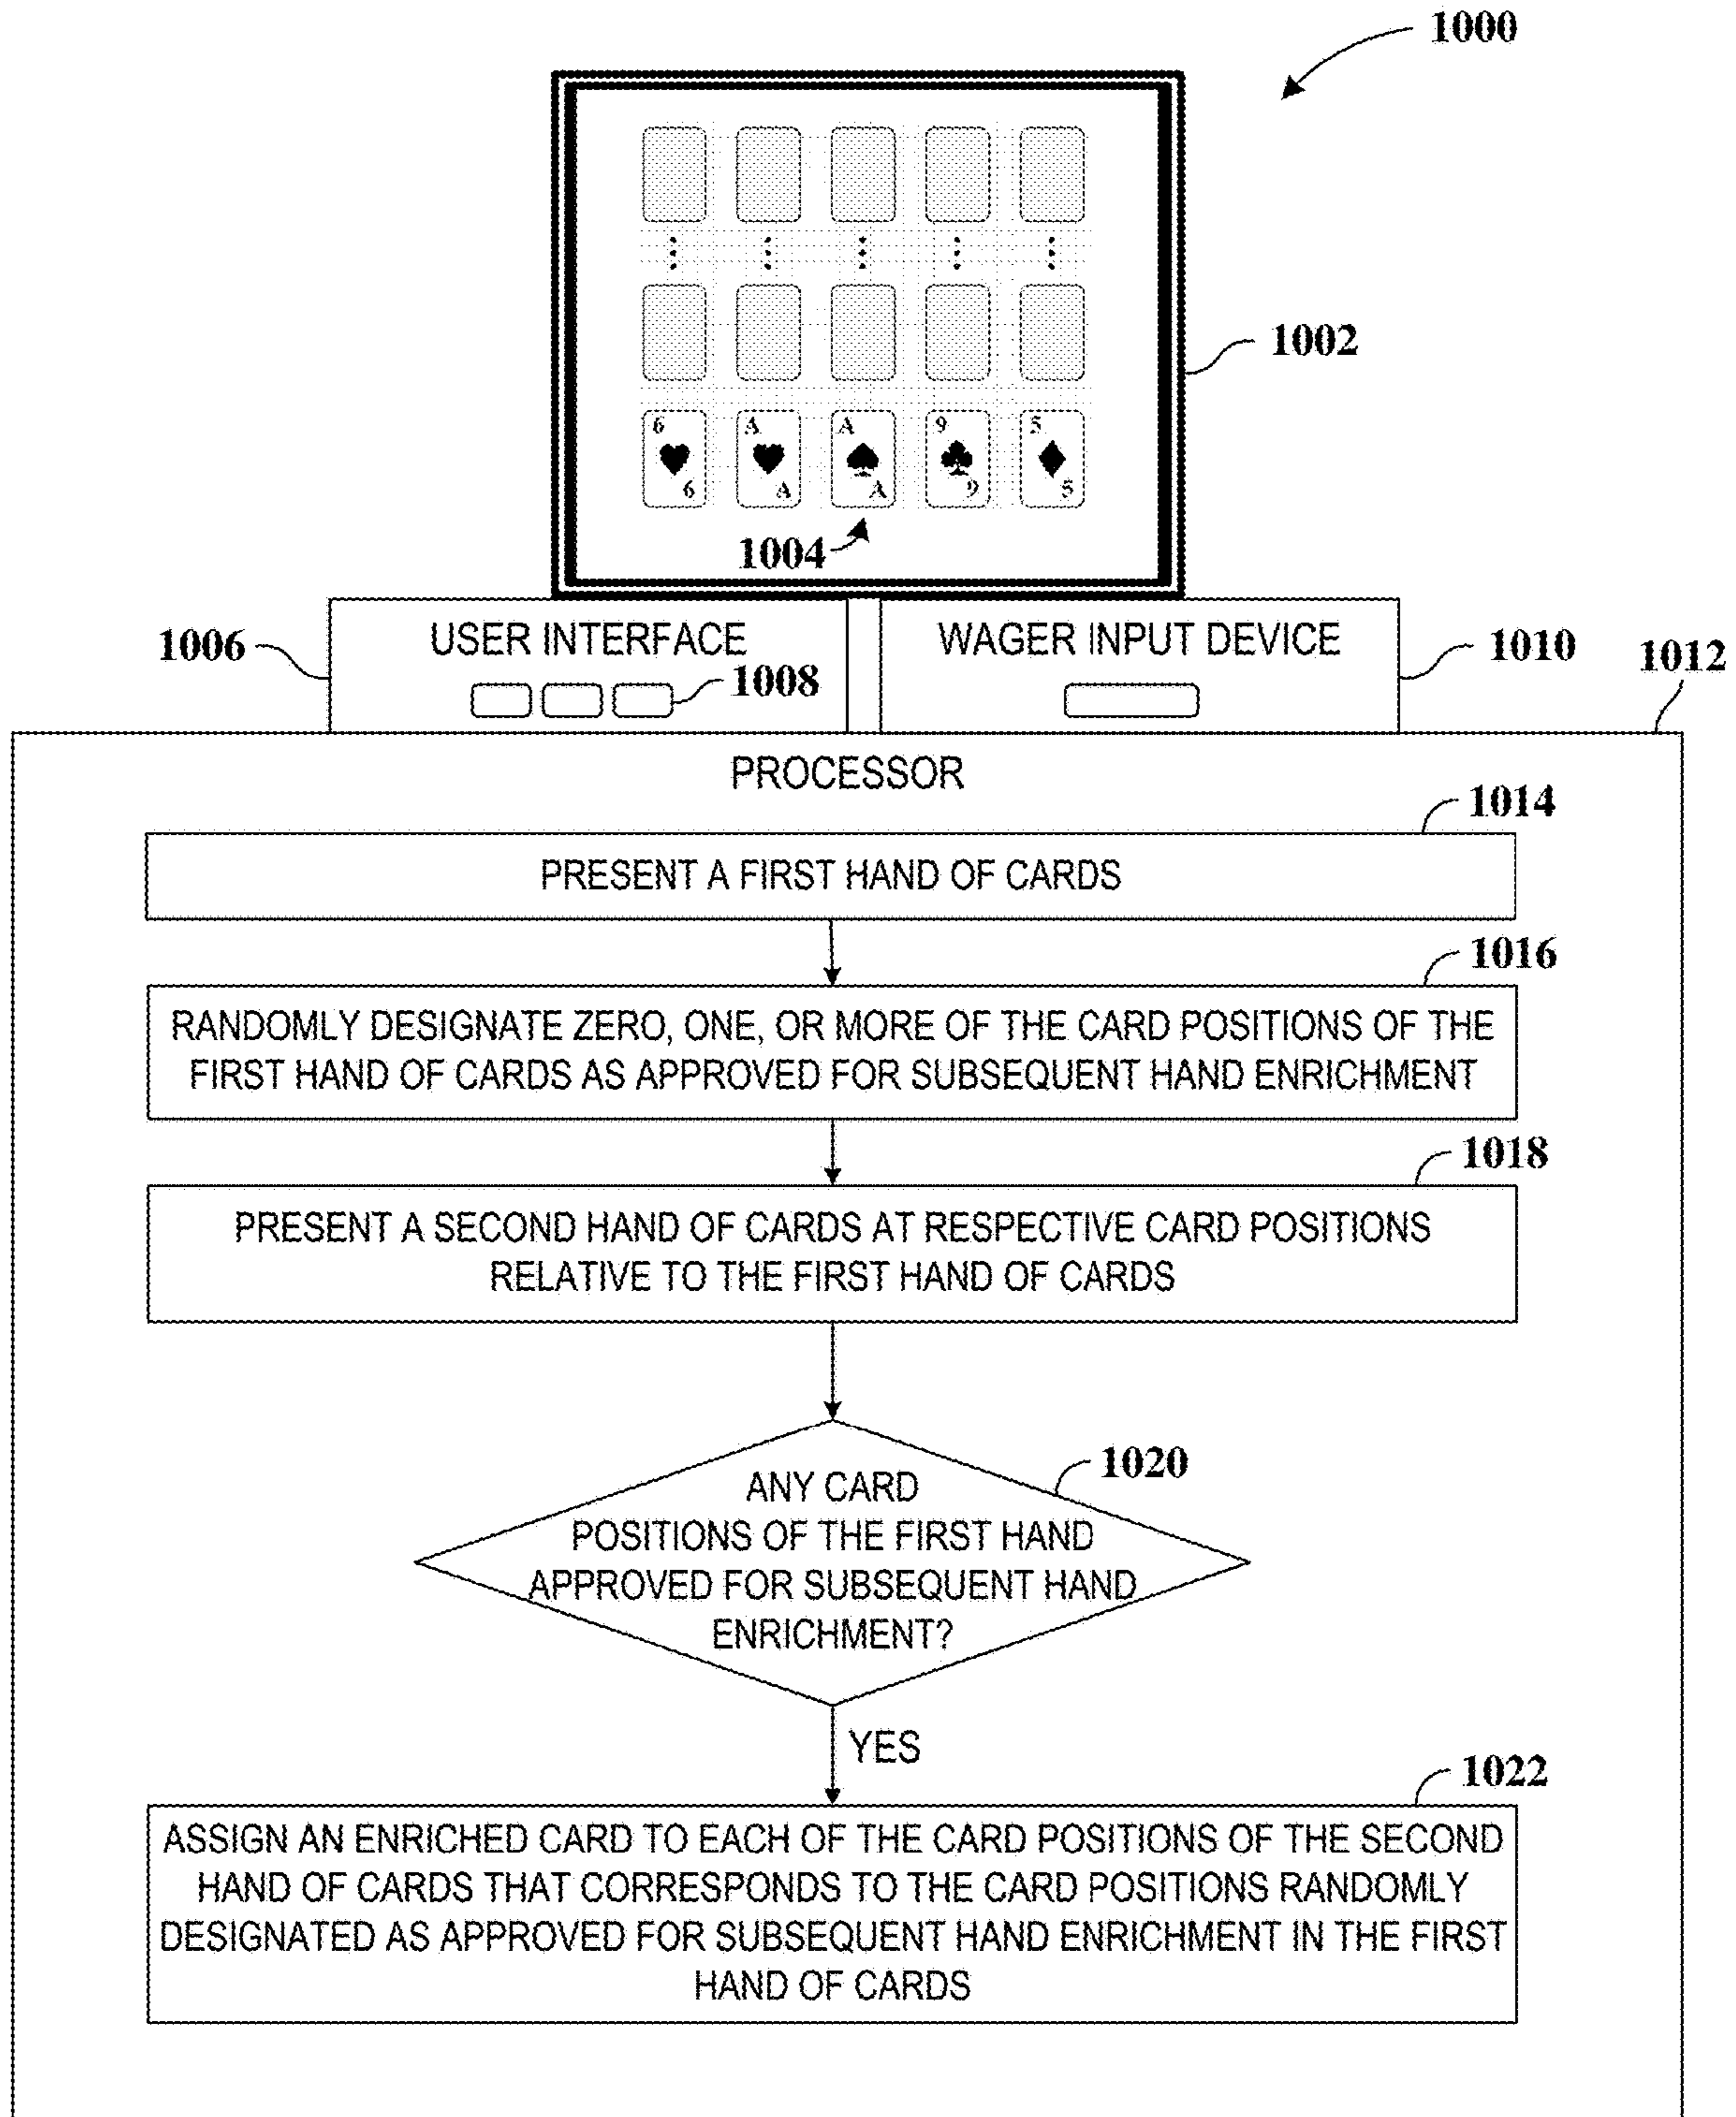 1000
1002
6 A A 9 5
6 A A 9 5
1004
1006
USER INTERFACE
1008
WAGER INPUT DEVICE
1010
1012
PROCESSOR
1014
PRESENT A FIRST HAND OF CARDS
1016
RANDOMLY DESIGNATE ZERO, ONE, OR MORE OF THE CARD POSITIONS OF THE
FIRST HAND OF CARDS AS APPROVED FOR SUBSEQUENT HAND ENRICHMENT
1018
PRESENT A SECOND HAND OF CARDS AT RESPECTIVE CARD POSITIONS
RELATIVE TO THE FIRST HAND OF CARDS
1020
ANY CARD
POSITIONS OF THE FIRST HAND
APPROVED FOR SUBSEQUENT HAND
ENRICHMENT?
YES
1022
ASSIGN AN ENRICHED CARD TO EACH OF THE CARD POSITIONS OF THE SECOND
HAND OF CARDS THAT CORRESPONDS TO THE CARD POSITIONS RANDOMLY
DESIGNATED AS APPROVED FOR SUBSEQUENT HAND ENRICHMENT IN THE FIRST
HAND OF CARDS